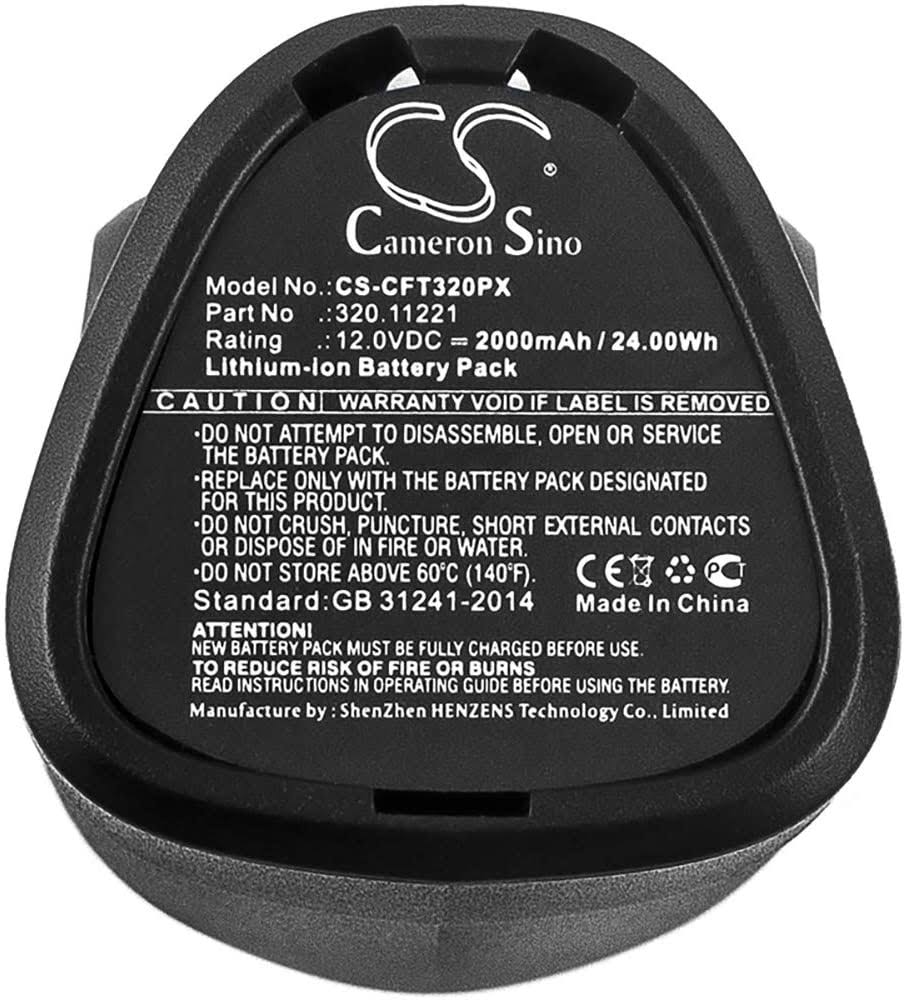 CS
®
Cameron Sino
Model No.:CS-CFT320PX
Part No .:320.11221
Rating .:12.0VDC ⎓ 2000mAh / 24.00Wh
Lithium-ion Battery Pack
CAUTION WARRANTY VOID IF LABEL IS REMOVED
·DO NOT ATTEMPT TO DISASSEMBLE, OPEN OR SERVICE
THE BATTERY PACK.
·REPLACE ONLY WITH THE BATTERY PACK DESIGNATED
FOR THIS PRODUCT.
·DO NOT CRUSH, PUNCTURE, SHORT EXTERNAL CONTACTS
OR DISPOSE OF IN FIRE OR WATER.
·DO NOT STORE ABOVE 60°C (140°F).
CE PCT
Standard:GB 31241-2014
Made In China
ATTENTION!
NEW BATTERY PACK MUST BE FULLY CHARGED BEFORE USE.
TO REDUCE RISK OF FIRE OR BURNS
READ INSTRUCTIONS IN OPERATING GUIDE BEFORE USING THE BATTERY.
Manufacture by : ShenZhen HENZENS Technology Co., Limited